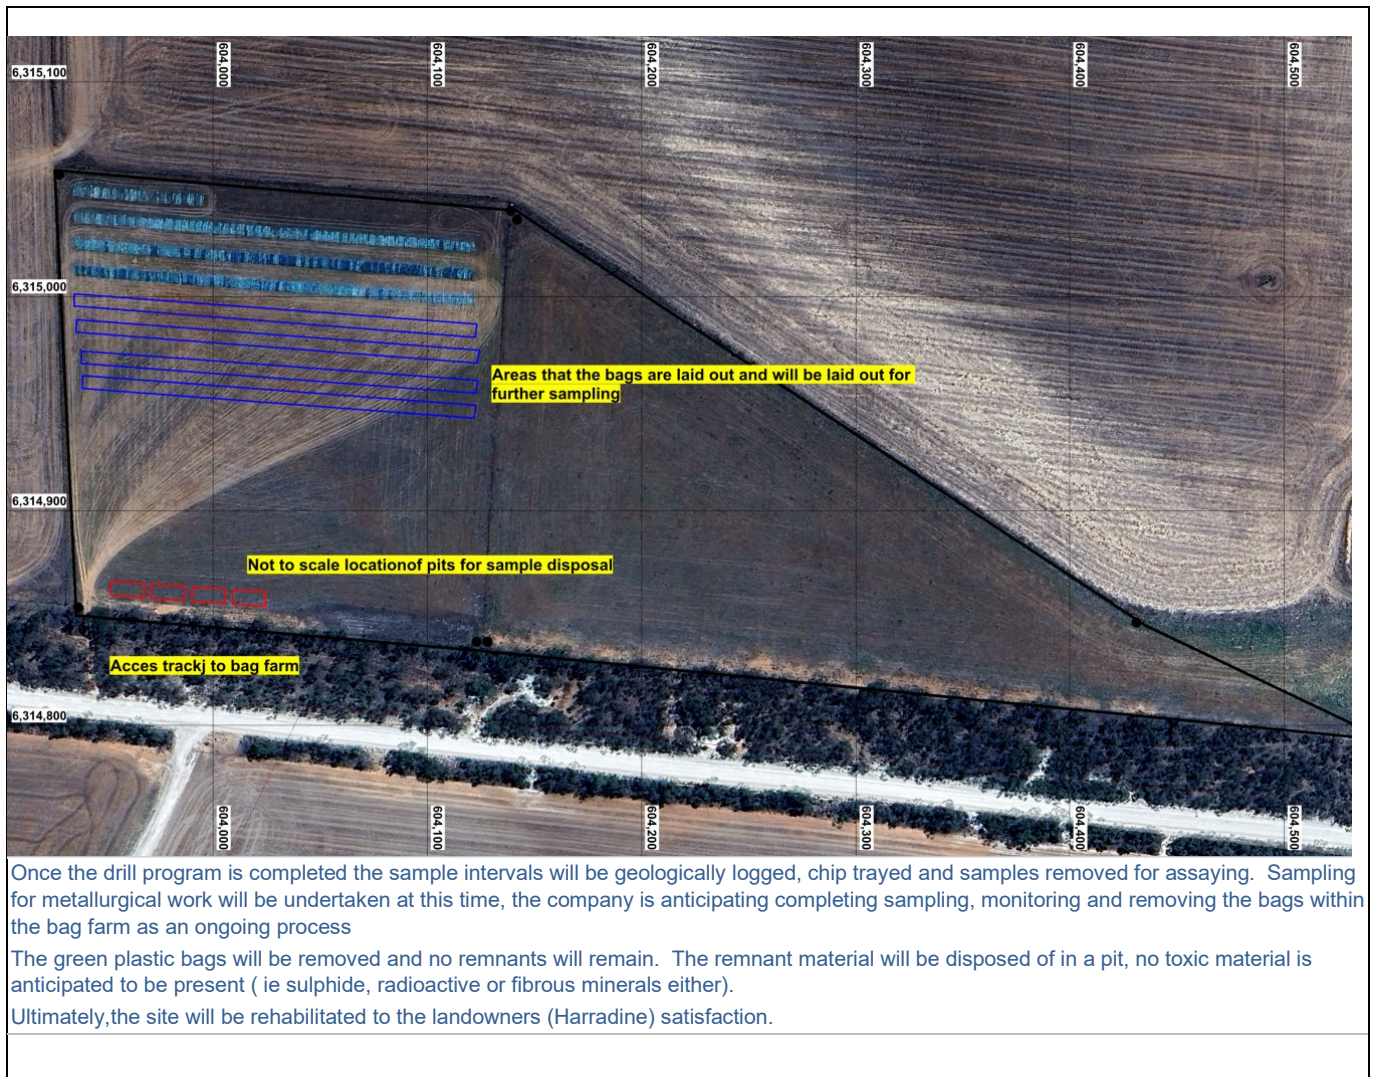 604,000
604,100
604,200
604,300
604,400
604,500
6,315,100
6,315,000
Areas that the bags are laid out and will be laid out for
further sampling
6,314,900
Not to scale locationof pits for sample disposal
Acces trackj to bag farm
6,314,800
604,000
604,100
604,200
604,300
604,400
604,500
Once the drill program is completed the sample intervals will be geologically logged, chip trayed and samples removed for assaying.  Sampling
for metallurgical work will be undertaken at this time, the company is anticipating completing sampling, monitoring and removing the bags within
the bag farm as an ongoing process
The green plastic bags will be removed and no remnants will remain.  The remnant material will be disposed of in a pit, no toxic material is
anticipated to be present ( ie sulphide, radioactive or fibrous minerals either).
Ultimately,the site will be rehabilitated to the landowners (Harradine) satisfaction.